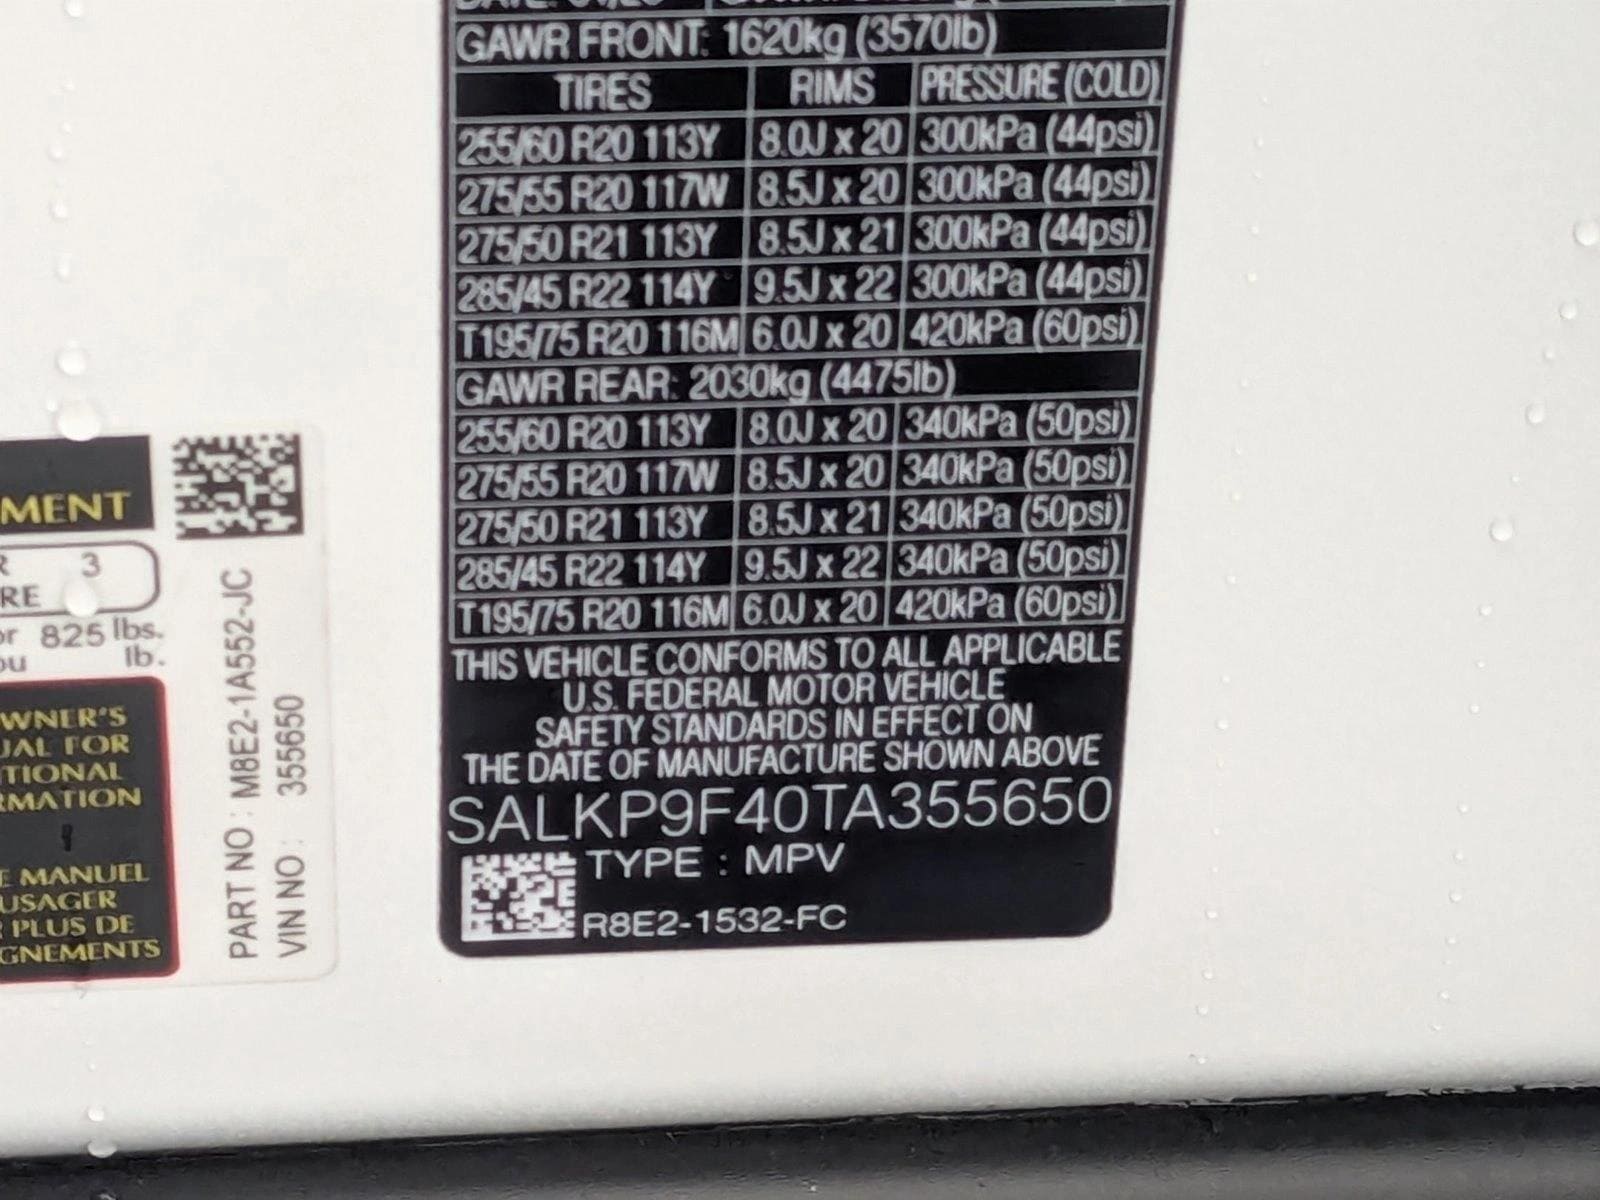 GAWR FRONT: 1620kg (3570lb)
TIRES RIMS PRESSURE (COLD)
255/60 R20 113Y 8.0J x 20 300kPa (44psi)
275/55 R20 117W 8.5J x 20 300kPa (44psi)
275/50 R21 113Y 8.5J x 21 300kPa (44psi)
285/45 R22 114Y 9.5J x 22 300kPa (44psi)
T195/75 R20 116M 6.0J x 20 420kPa (60psi)
GAWR REAR: 2030kg (4475lb)
255/60 R20 113Y 8.0J x 20 340kPa (50psi)
275/55 R20 117W 8.5J x 20 340kPa (50psi)
275/50 R21 113Y 8.5J x 21 340kPa (50psi)
285/45 R22 114Y 9.5J x 22 340kPa (50psi)
T195/75 R20 116M 6.0J x 20 420kPa (60psi)
THIS VEHICLE CONFORMS TO ALL APPLICABLE
U.S. FEDERAL MOTOR VEHICLE
SAFETY STANDARDS IN EFFECT ON
THE DATE OF MANUFACTURE SHOWN ABOVE
SALKP9F40TA355650
TYPE : MPV
R8E2-1532-FC
MENT
R 3
RE
or 825 lbs.
ou lb.
WNER'S
UAL FOR
ITIONAL
RMATION
E MANUEL
USAGER
R PLUS DE
GNEMENTS
PART NO : M8E2-1A552-JC
VIN NO : 355650